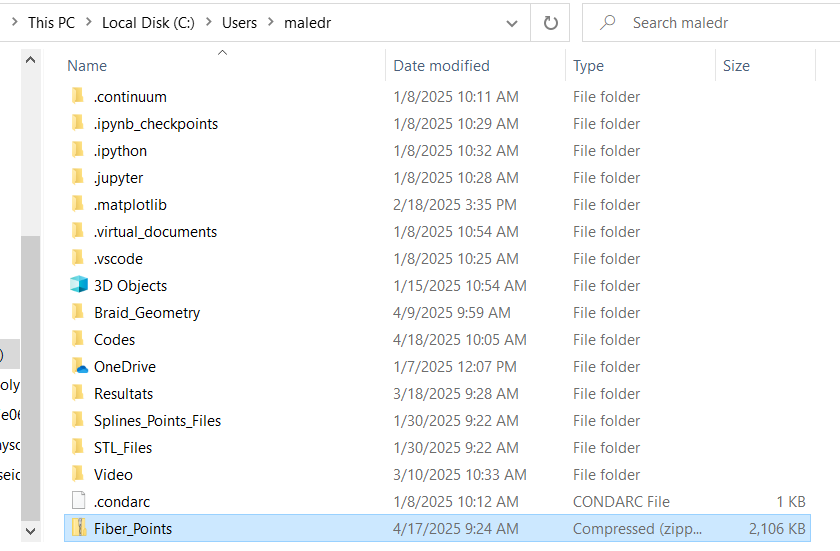 This PC > Local Disk (C:) > Users > maledr
Search maledr
Name Date modified Type Size
.continuum 1/8/2025 10:11 AM File folder
.ipynb_checkpoints 1/8/2025 10:29 AM File folder
.ipython 1/8/2025 10:32 AM File folder
.jupyter 1/8/2025 10:28 AM File folder
.matplotlib 2/18/2025 3:35 PM File folder
.virtual_documents 1/8/2025 10:54 AM File folder
.vscode 1/8/2025 10:25 AM File folder
3D Objects 1/15/2025 10:54 AM File folder
Braid_Geometry 4/9/2025 9:59 AM File folder
Codes 4/18/2025 10:05 AM File folder
OneDrive 1/7/2025 12:07 PM File folder
Resultats 3/18/2025 9:28 AM File folder
Splines_Points_Files 1/30/2025 9:22 AM File folder
STL_Files 1/30/2025 9:22 AM File folder
Video 3/10/2025 10:33 AM File folder
.condarc 1/8/2025 10:12 AM CONDARC File 1 KB
Fiber_Points 4/17/2025 9:24 AM Compressed (zipp... 2,106 KB